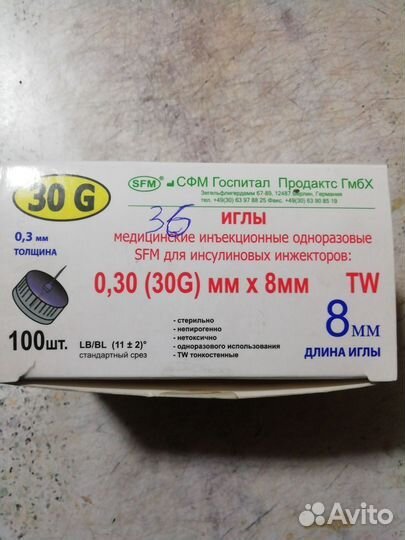 30 G
SFM СФМ Госпитал Продактс ГмбХ
Зегельфлигердамм 67-89, 12487 Берлин, Германия
тел. +49(30) 63 97 88 25 Факс. +49(30) 63 90 85 19
36
ИГЛЫ
0,3 мм
ТОЛЩИНА
медицинские инъекционные одноразовые
SFM для инсулиновых инжекторов:
0,30 (30G) мм х 8мм TW
100шт.
LB/BL (11 ± 2)°
стандартный срез
- стерильно
- непирогенно
- нетоксично
- одноразового использования
- TW тонкостенные
8мм
ДЛИНА ИГЛЫ
Avito